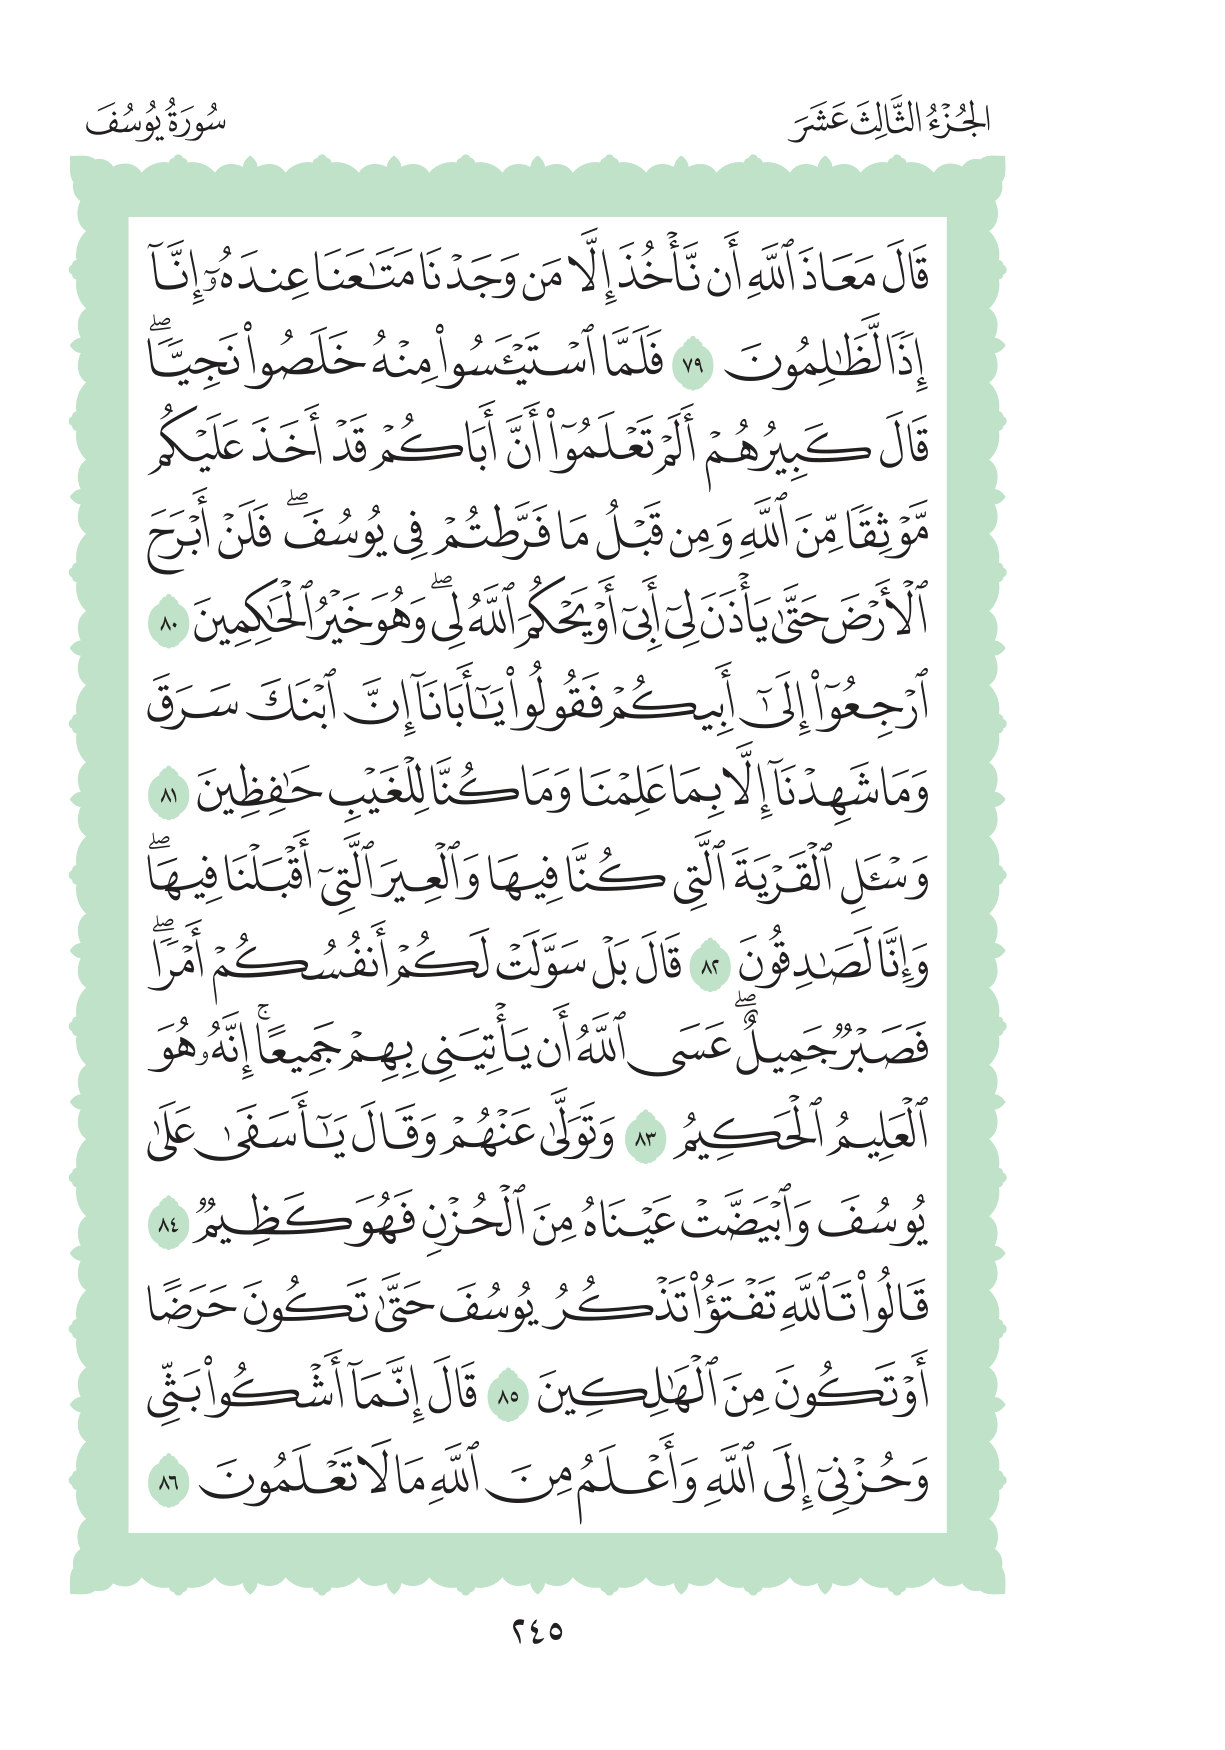 الجُزْءُ الثَّالِثَ عَشَرَ
سُورَةُ يُوسُفَ
قَالَ مَعَاذَ ٱللَّهِ أَن نَّأۡخُذَ إِلَّا مَن وَجَدۡنَا مَتَٰعَنَا عِندَهُۥٓ إِنَّآ
إِذٗا لَّظَٰلِمُونَ ٧٩ فَلَمَّا ٱسۡتَيۡـَٔسُواْ مِنۡهُ خَلَصُواْ نَجِيّٗاۖ
قَالَ كَبِيرُهُمۡ أَلَمۡ تَعۡلَمُوٓاْ أَنَّ أَبَاكُمۡ قَدۡ أَخَذَ عَلَيۡكُم
مَّوۡثِقٗا مِّنَ ٱللَّهِ وَمِن قَبۡلُ مَا فَرَّطتُمۡ فِي يُوسُفَۖ فَلَنۡ أَبۡرَحَ
ٱلۡأَرۡضَ حَتَّىٰ يَأۡذَنَ لِيٓ أَبِيٓ أَوۡ يَحۡكُمَ ٱللَّهُ لِيۖ وَهُوَ خَيۡرُ ٱلۡحَٰكِمِينَ ٨٠
ٱرۡجِعُوٓاْ إِلَىٰٓ أَبِيكُمۡ فَقُولُواْ يَٰٓأَبَانَآ إِنَّ ٱبۡنَكَ سَرَقَ
وَمَا شَهِدۡنَآ إِلَّا بِمَا عَلِمۡنَا وَمَا كُنَّا لِلۡغَيۡبِ حَٰفِظِينَ ٨١
وَسۡـَٔلِ ٱلۡقَرۡيَةَ ٱلَّتِي كُنَّا فِيهَا وَٱلۡعِيرَ ٱلَّتِيٓ أَقۡبَلۡنَا فِيهَاۖ
وَإِنَّا لَصَٰدِقُونَ ٨٢ قَالَ بَلۡ سَوَّلَتۡ لَكُمۡ أَنفُسُكُمۡ أَمۡرٗاۖ
فَصَبۡرٞ جَمِيلٌۖ عَسَى ٱللَّهُ أَن يَأۡتِيَنِي بِهِمۡ جَمِيعًاۚ إِنَّهُۥ هُوَ
ٱلۡعَلِيمُ ٱلۡحَكِيمُ ٨٣ وَتَوَلَّىٰ عَنۡهُمۡ وَقَالَ يَٰٓأَسَفَىٰ عَلَىٰ
يُوسُفَ وَٱبۡيَضَّتۡ عَيۡنَاهُ مِنَ ٱلۡحُزۡنِ فَهُوَ كَظِيمٞ ٨٤
قَالُواْ تَٱللَّهِ تَفۡتَؤُاْ تَذۡكُرُ يُوسُفَ حَتَّىٰ تَكُونَ حَرَضًا
أَوۡ تَكُونَ مِنَ ٱلۡهَٰلِكِينَ ٨٥ قَالَ إِنَّمَآ أَشۡكُواْ بَثِّي
وَحُزۡنِيٓ إِلَى ٱللَّهِ وَأَعۡلَمُ مِنَ ٱللَّهِ مَا لَا تَعۡلَمُونَ ٨٦
٢٤٥